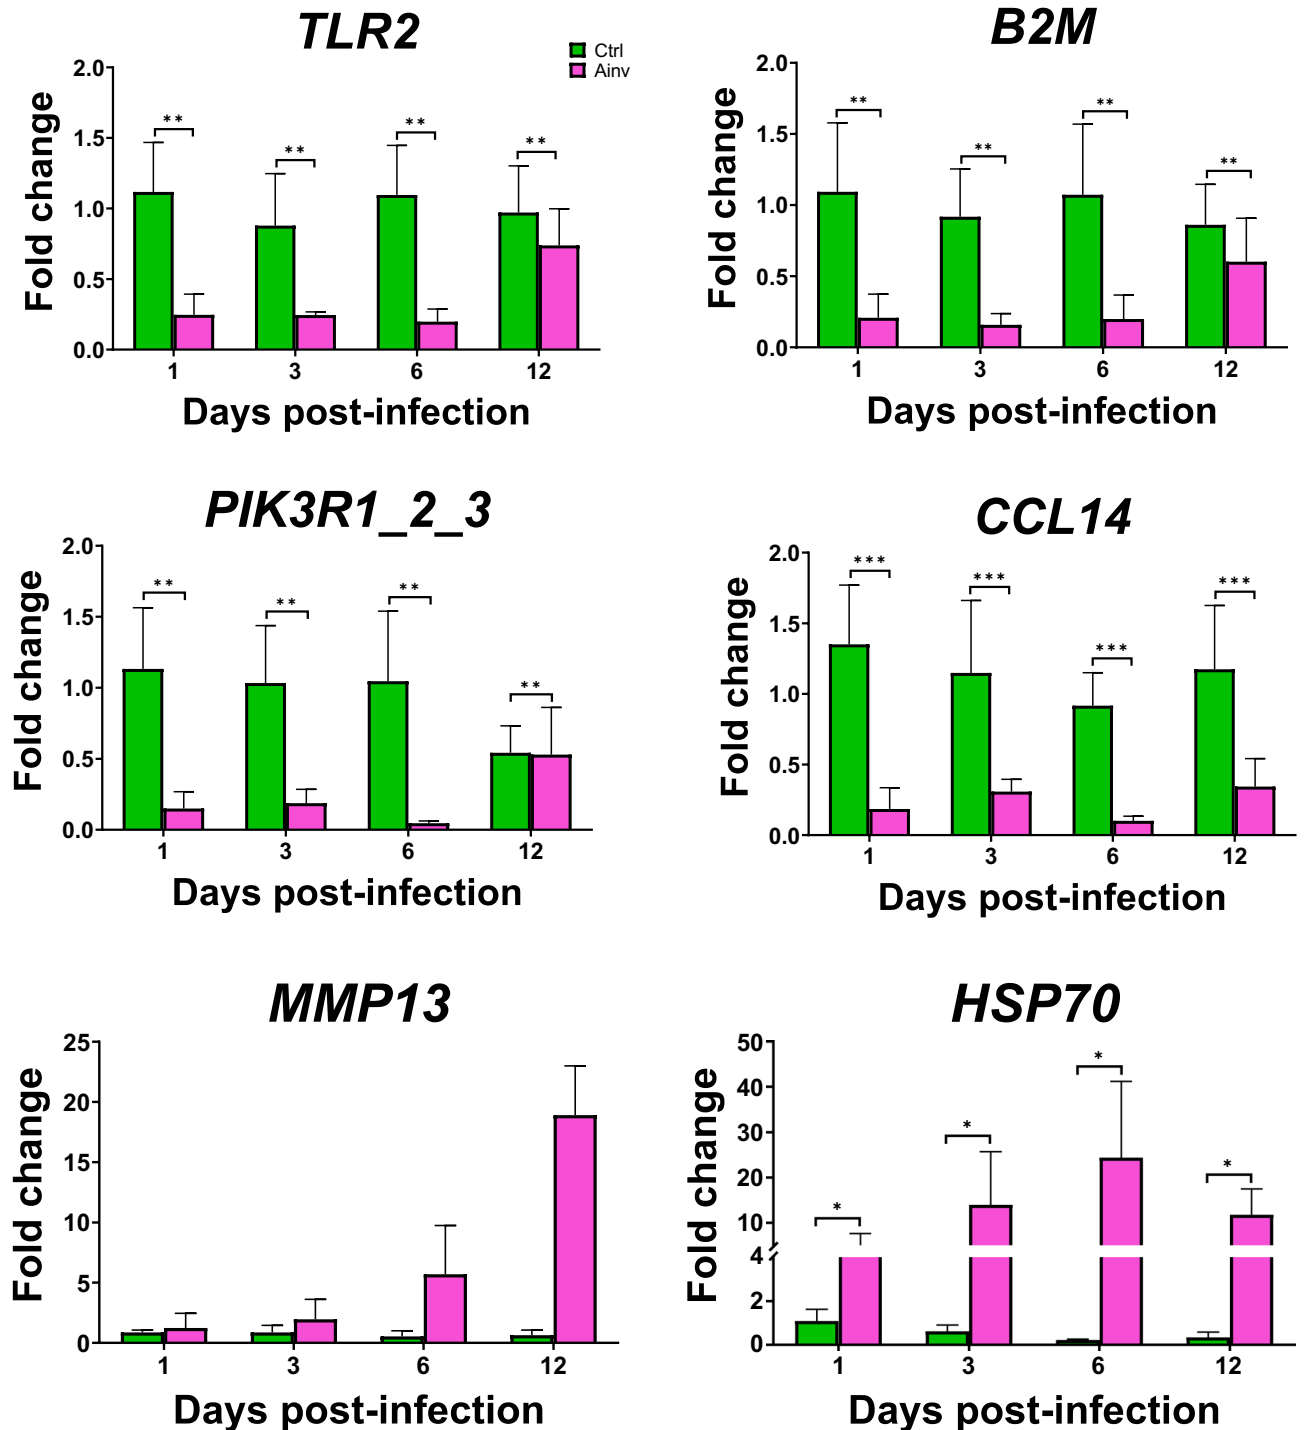 TLR2
Ctrl
Ainv
Fold change
2.0
1.5
1.0
0.5
0.0
** ** ** **
1 3 6 12
Days post-infection
B2M
Fold change
2.0
1.5
1.0
0.5
0.0
** ** ** **
1 3 6 12
Days post-infection
PIK3R1_2_3
Fold change
2.0
1.5
1.0
0.5
0.0
** ** ** **
1 3 6 12
Days post-infection
CCL14
Fold change
2.0
1.5
1.0
0.5
0.0
*** *** *** ***
1 3 6 12
Days post-infection
MMP13
Fold change
25
20
15
10
5
0
1 3 6 12
Days post-infection
HSP70
Fold change
50
40
30
20
10
4
2
0
* * * *
1 3 6 12
Days post-infection